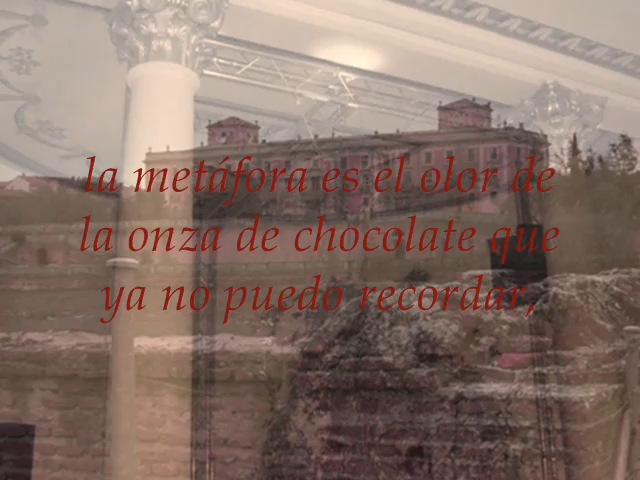 la metáfora es el olor de
la onza de chocolate que
ya no puedo recordar,